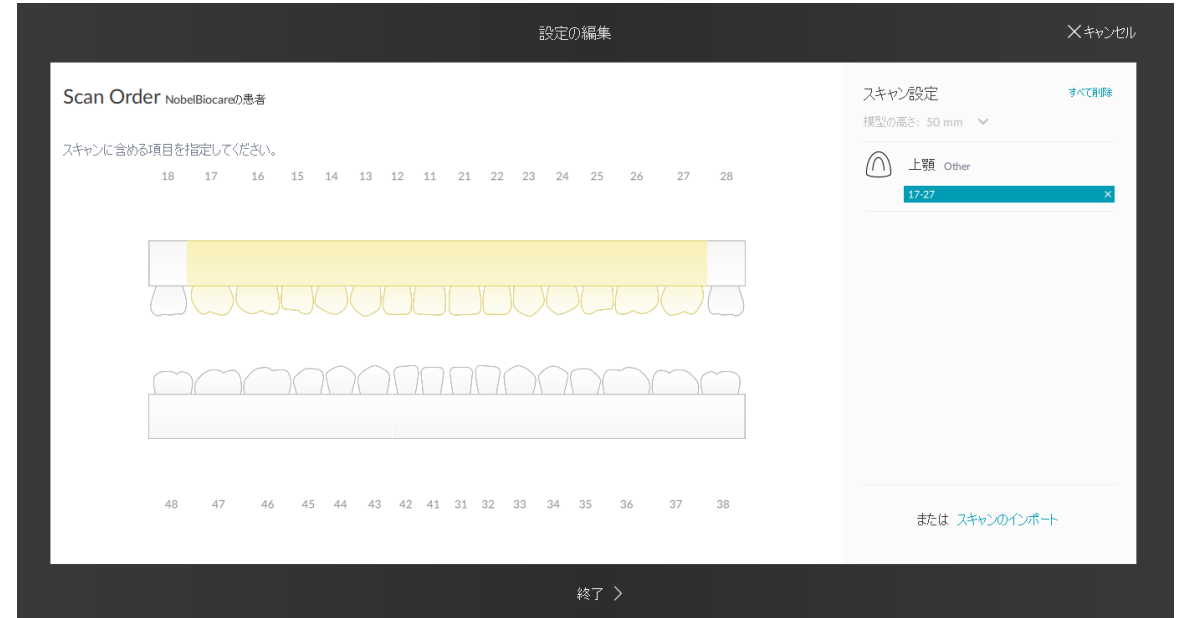 設定の編集
×キャンセル
Scan Order NobelBiocareの患者
スキャンに含める項目を指定してください。
18 17 16 15 14 13 12 11 21 22 23 24 25 26 27 28
48 47 46 45 44 43 42 41 31 32 33 34 35 36 37 38
スキャン設定 すべて削除
模型の高さ: 50 mm
上顎 Other
17-27 ×
または スキャンのインポート
終了 >